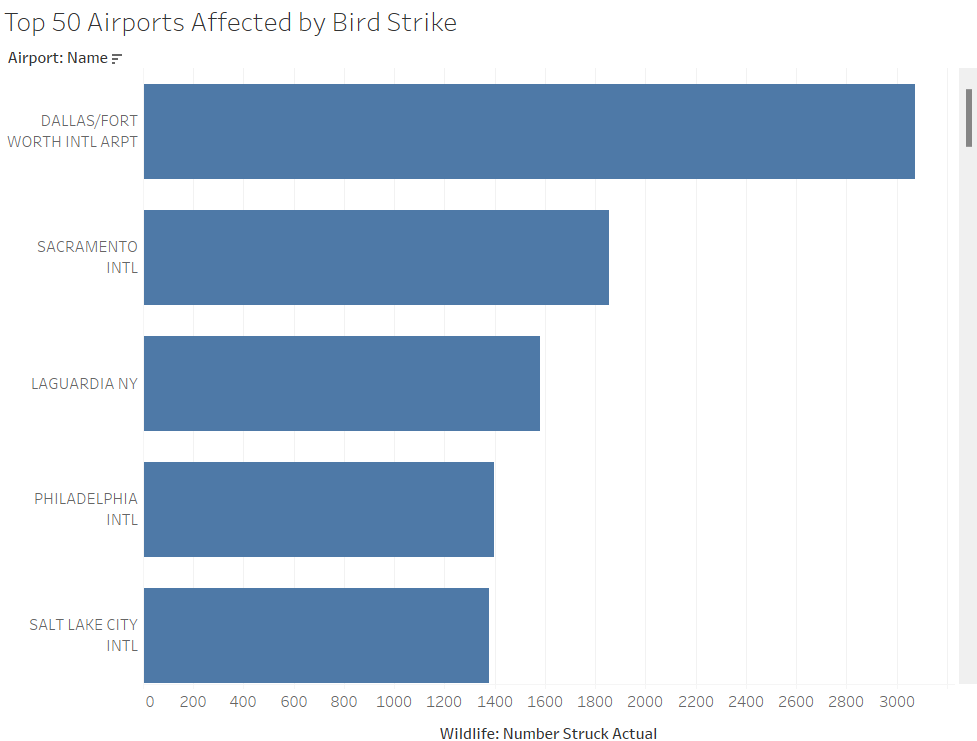 Top 50 Airports Affected by Bird Strike
Airport: Name
DALLAS/FORT
WORTH INTL ARPT
SACRAMENTO
INTL
LAGUARDIA NY
PHILADELPHIA
INTL
SALT LAKE CITY
INTL
0 200 400 600 800 1000 1200 1400 1600 1800 2000 2200 2400 2600 2800 3000
Wildlife: Number Struck Actual